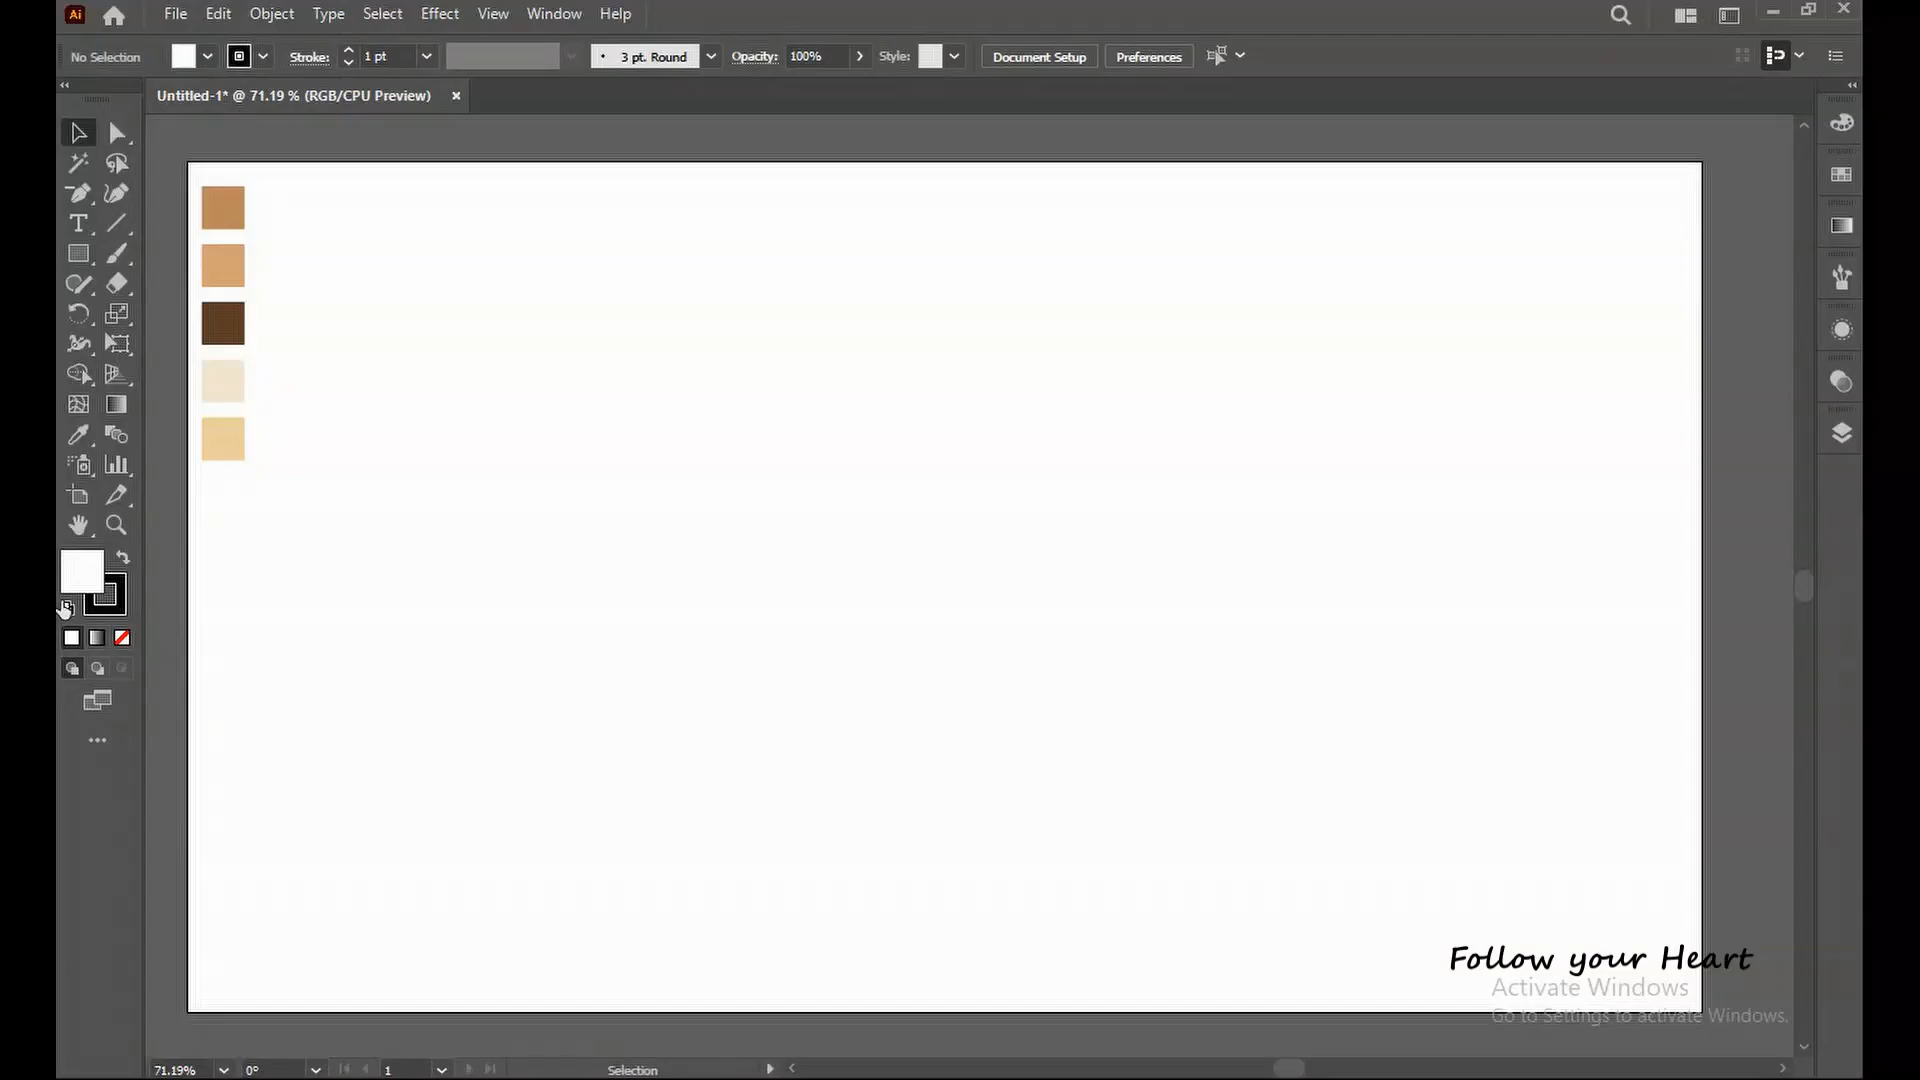 Ai File Edit Object Type Select Effect View Window Help
No Selection Stroke: 1 pt 3 pt. Round Opacity: 100% Style: Document Setup Preferences
Untitled-1* @ 71.19 % (RGB/CPU Preview)
Follow your Heart
Activate Windows
Go to Settings to activate Windows.
71.19% 0° 1 Selection